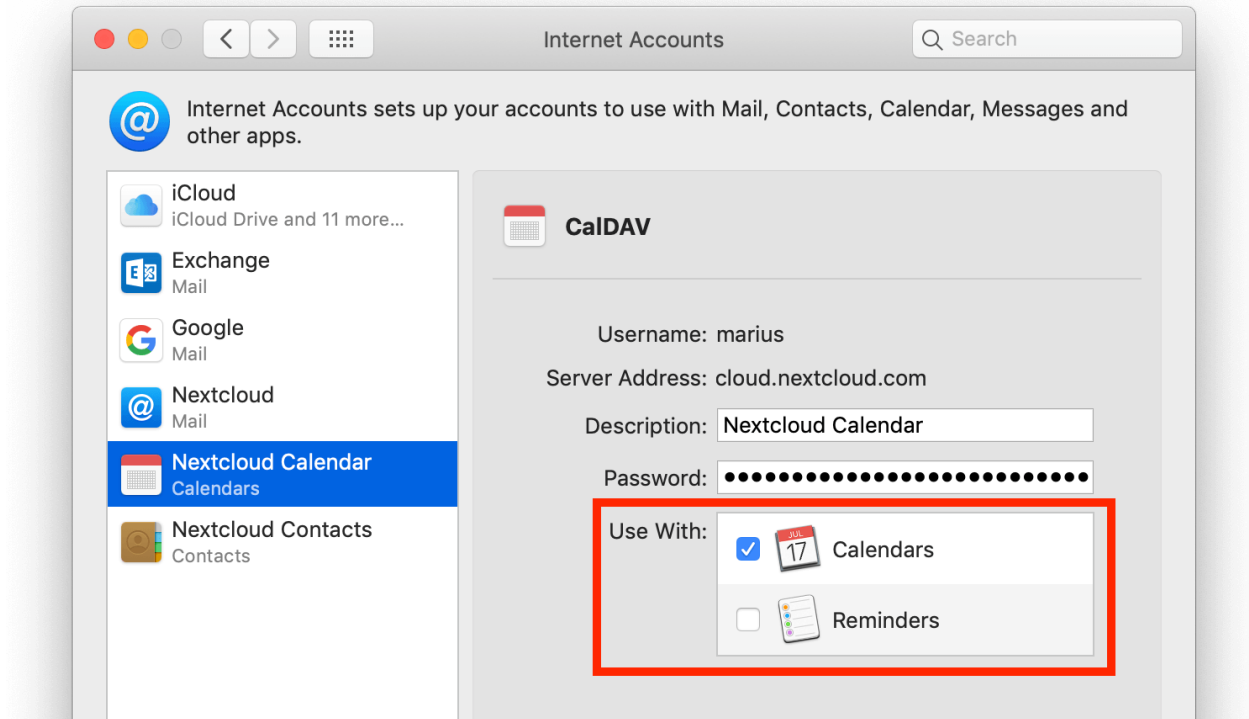 Internet Accounts
Search
Internet Accounts sets up your accounts to use with Mail, Contacts, Calendar, Messages and
other apps.
iCloud
iCloud Drive and 11 more...
Exchange
Mail
Google
Mail
Nextcloud
Mail
Nextcloud Calendar
Calendars
Nextcloud Contacts
Contacts
CalDAV
Username: marius
Server Address: cloud.nextcloud.com
Description: Nextcloud Calendar
Password: ●●●●●●●●●●●●●●●●●●●●●●●●●●●
Use With:
JUL
17
Calendars
Reminders